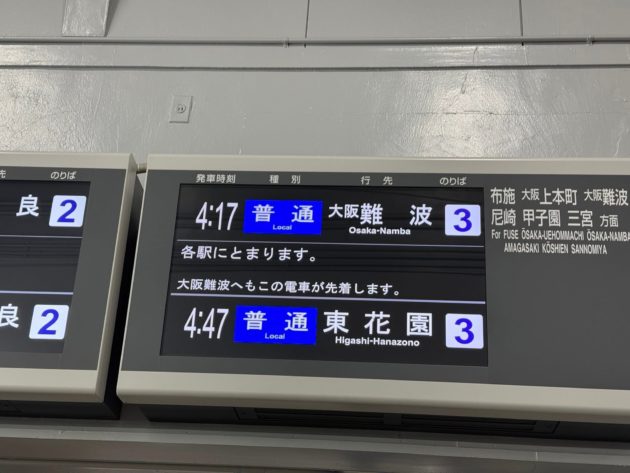 先 のりば
良 2
良 2
発車時刻 種別 行先 のりば
4:17 普通 大阪難波 3
Local Osaka-Namba
各駅にとまります。
大阪難波へもこの電車が先着します。
4:47 普通 東花園 3
Local Higashi-Hanazono
布施 大阪上本町 大阪難波
尼崎 甲子園 三宮 方面
For FUSE ŌSAKA-UEHOMMACHI ŌSAKA-NAMBA
AMAGASAKI KŌSHIEN SANNOMIYA